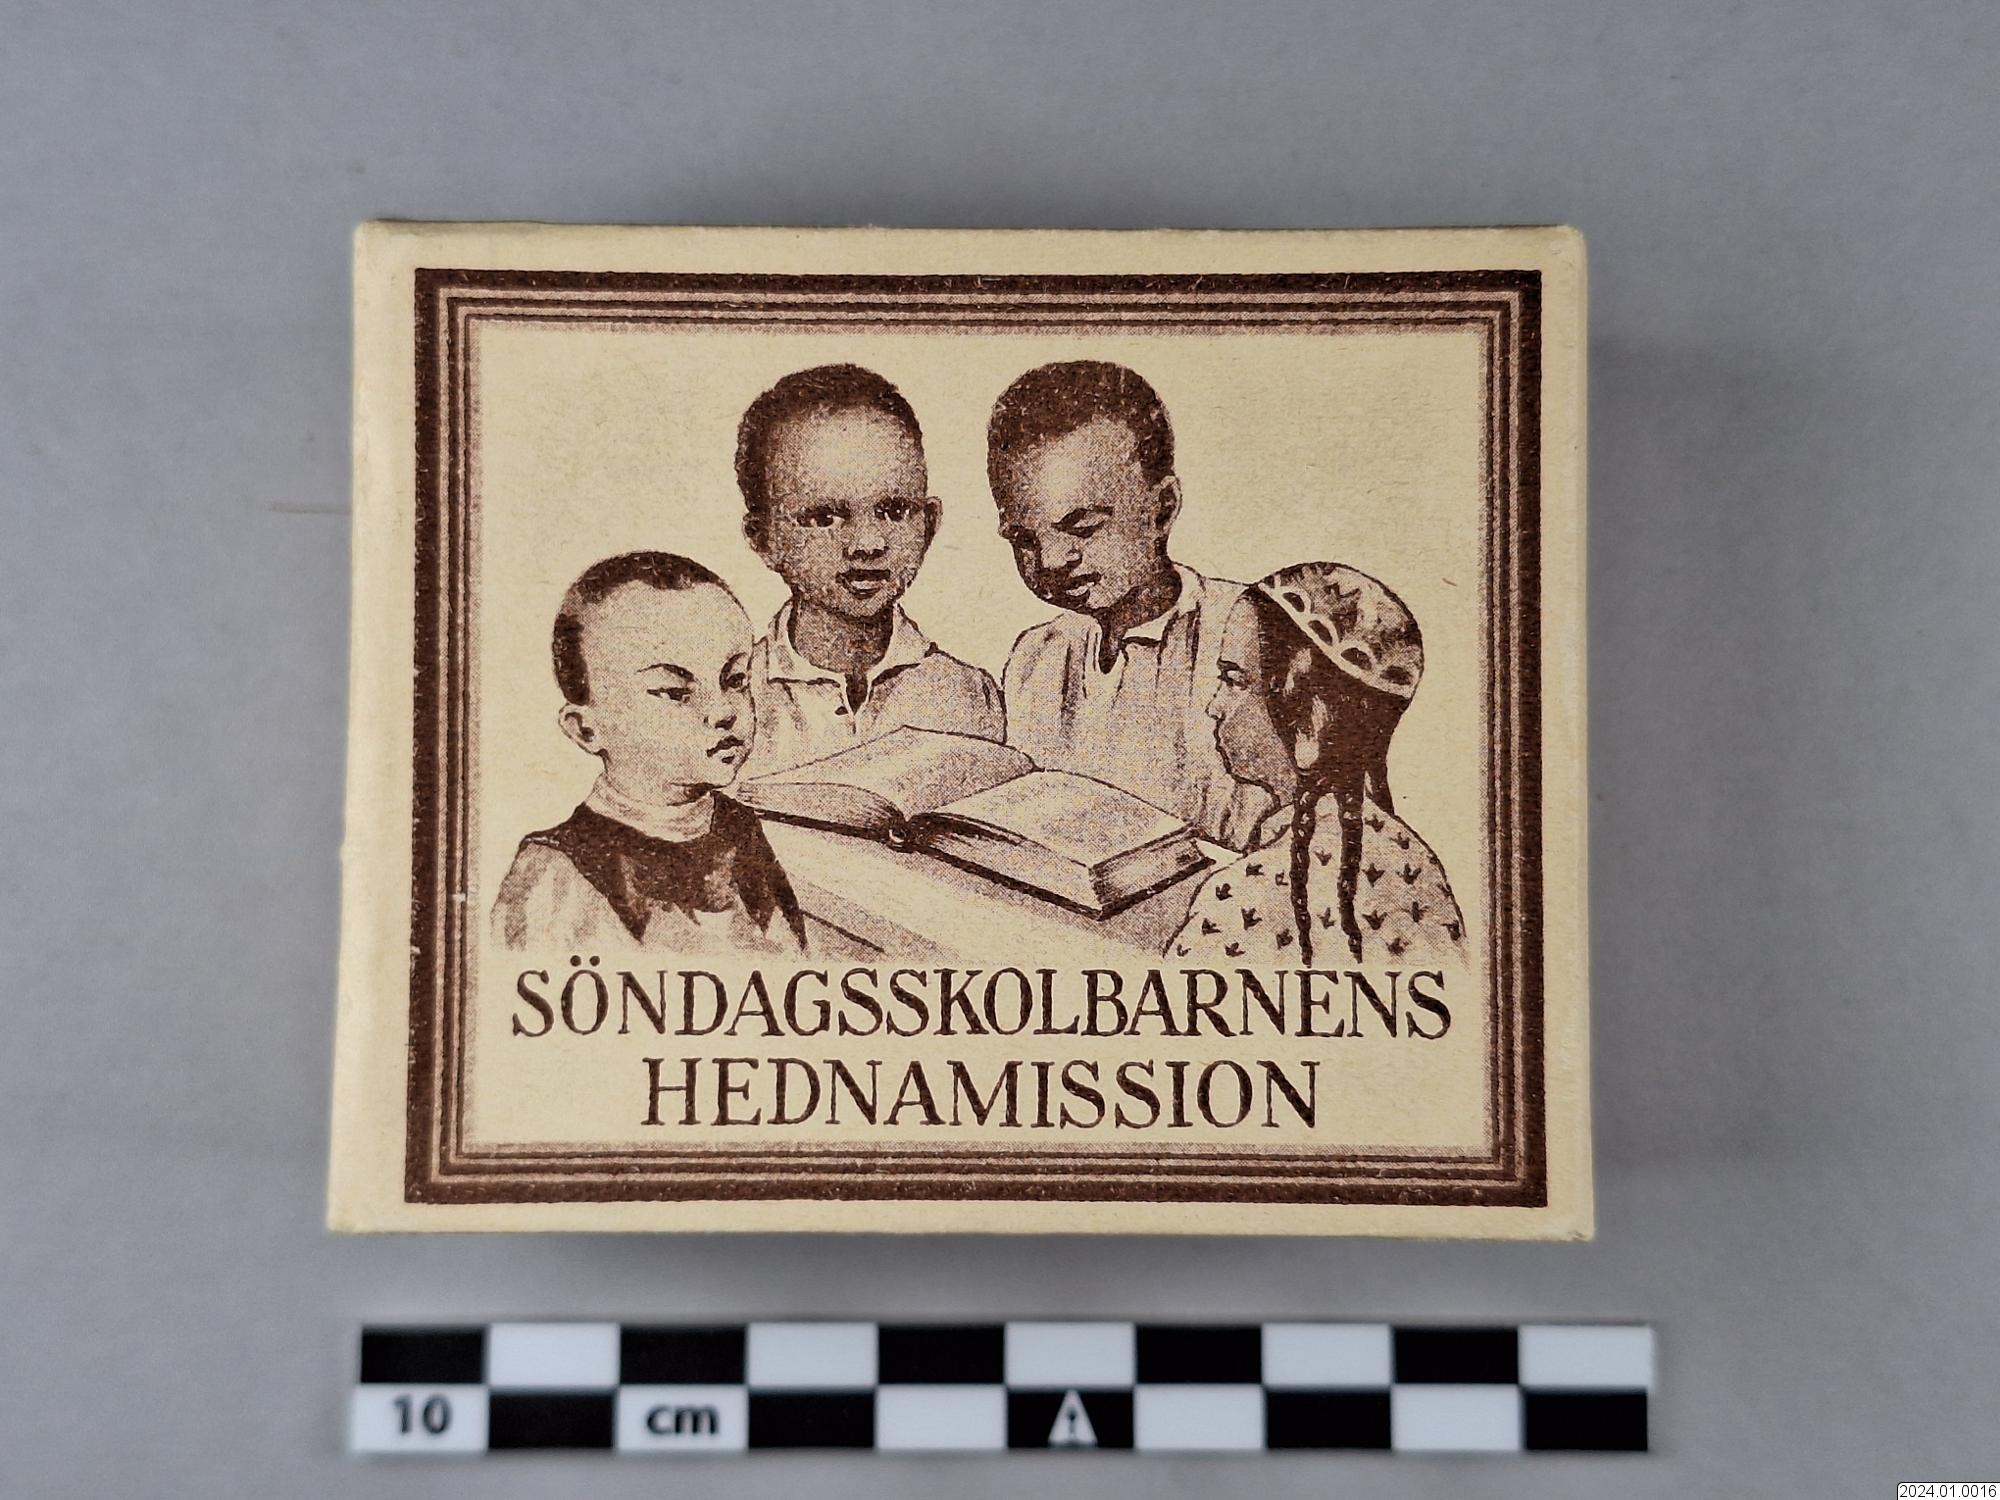 SÖNDAGSSKOLBARNENS
HEDNAMISSION
10 cm
2024.01.0016